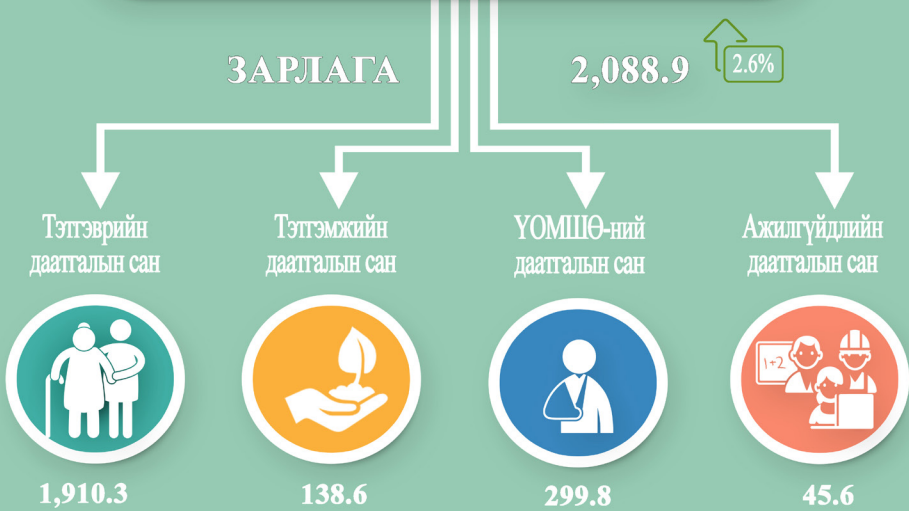 ЗАРЛАГА 2,088.9 2.6%
Тэтгэврийн
даатгалын сан
Тэтгэмжийн
даатгалын сан
ҮОМШӨ-ний
даатгалын сан
Ажилгүйдлийн
даатгалын сан
1+2
1,910.3
138.6
299.8
45.6